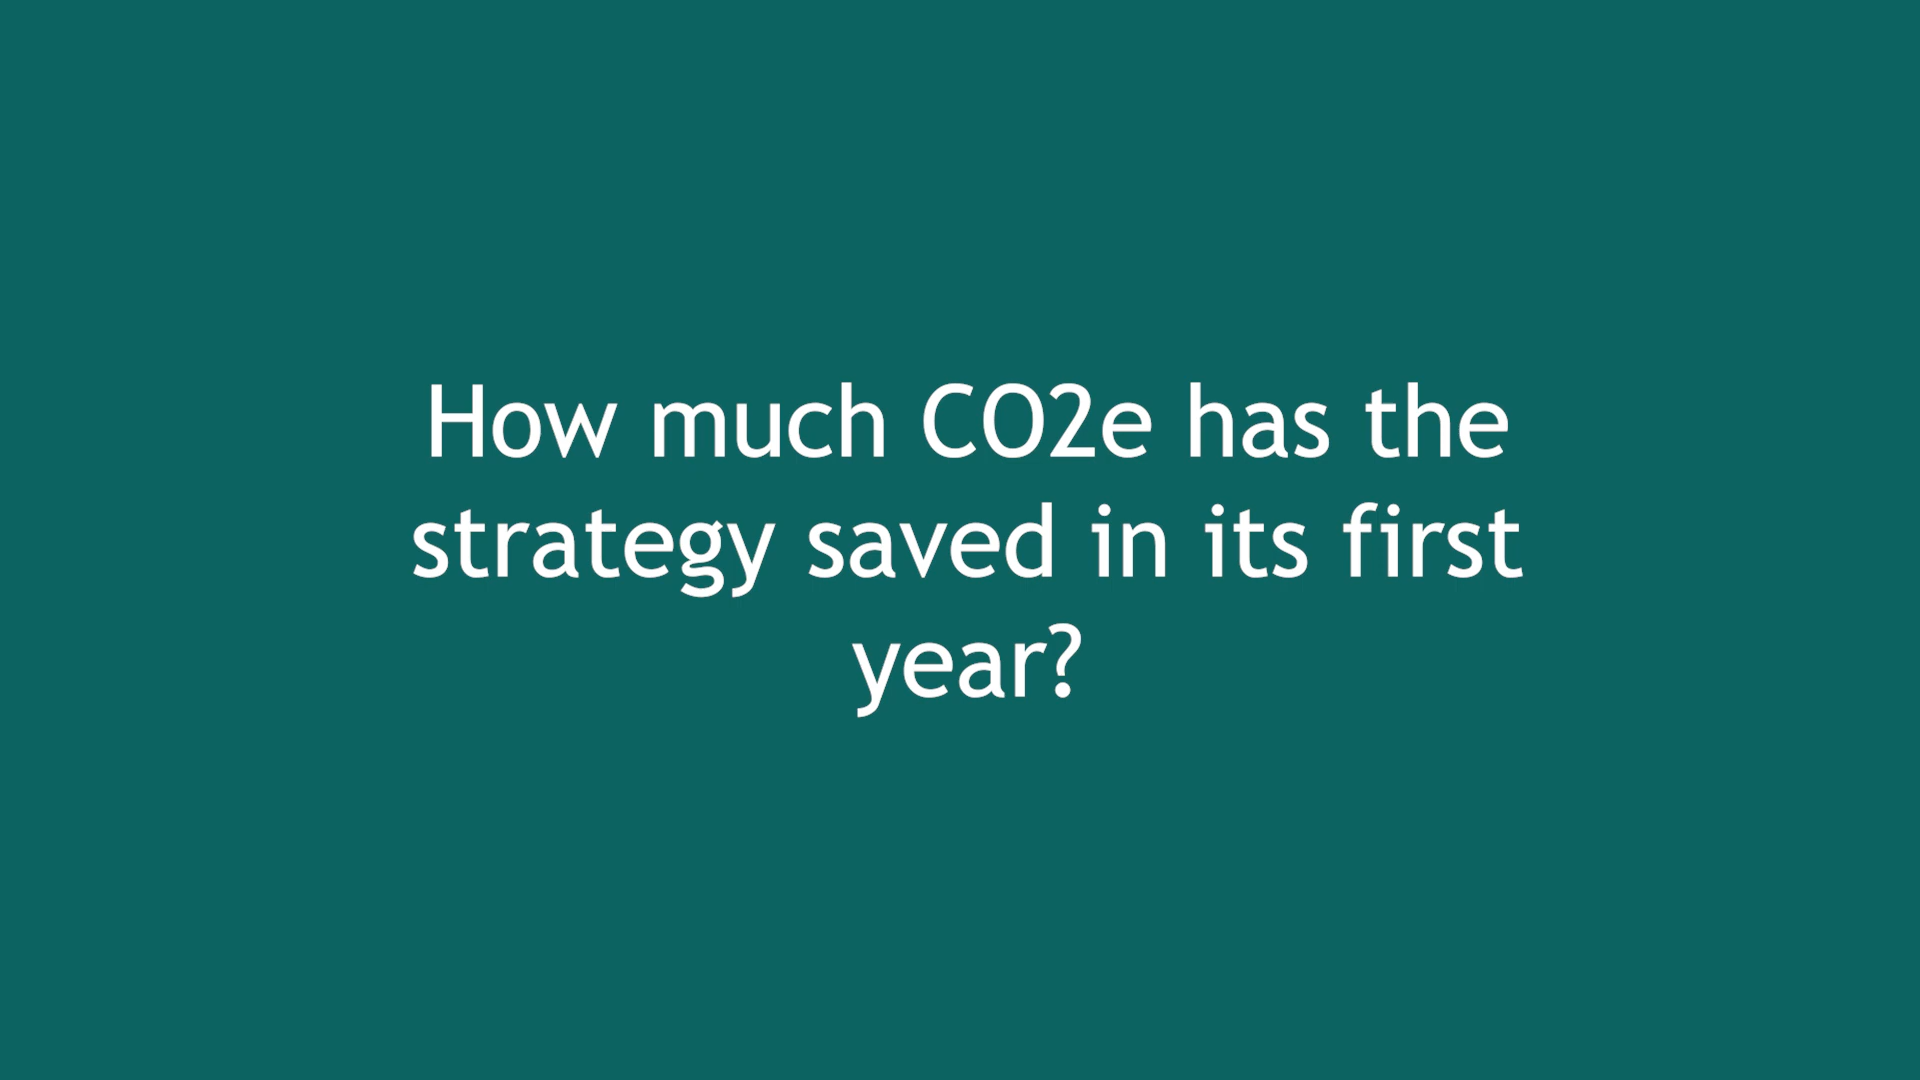 How much CO2e has the
strategy saved in its first
year?